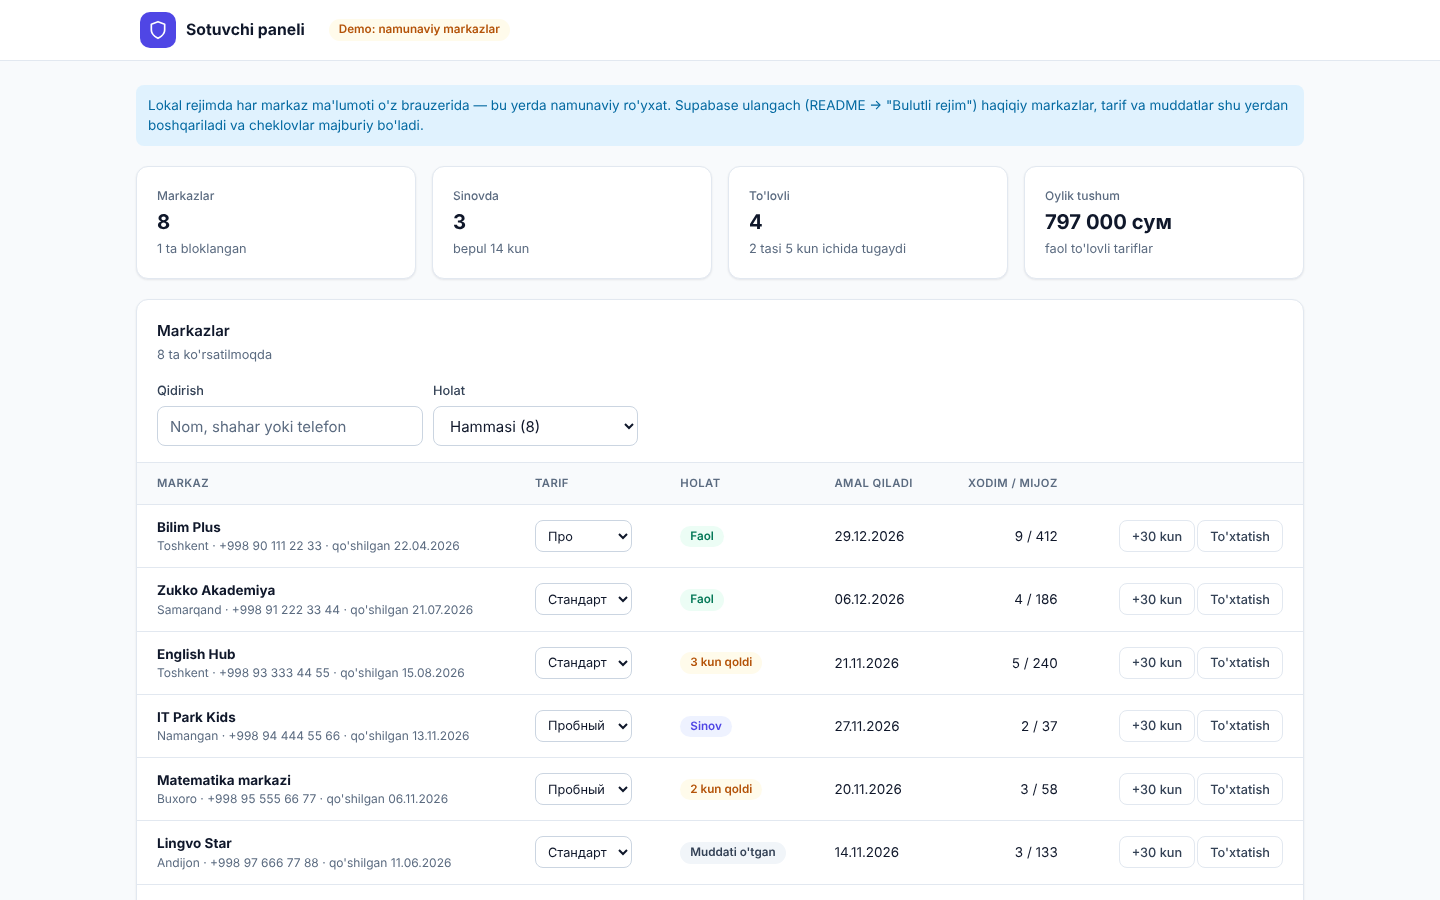 Sotuvchi paneli
Demo: namunaviy markazlar
Lokal rejimda har markaz ma'lumoti o'z brauzerida — bu yerda namunaviy ro'yxat. Supabase ulangach (README → "Bulutli rejim") haqiqiy markazlar, tarif va muddatlar shu yerdan
boshqariladi va cheklovlar majburiy bo'ladi.
Markazlar
8
1 ta bloklangan
Sinovda
3
bepul 14 kun
To'lovli
4
2 tasi 5 kun ichida tugaydi
Oylik tushum
797 000 сум
faol to'lovli tariflar
Markazlar
8 ta ko'rsatilmoqda
Qidirish
Holat
Nom, shahar yoki telefon
Hammasi (8)
MARKAZ TARIF HOLAT AMAL QILADI XODIM / MIJOZ
Bilim Plus
Toshkent · +998 90 111 22 33 · qo'shilgan 22.04.2026
Про Faol 29.12.2026 9 / 412 +30 kun To'xtatish
Zukko Akademiya
Samarqand · +998 91 222 33 44 · qo'shilgan 21.07.2026
Стандарт Faol 06.12.2026 4 / 186 +30 kun To'xtatish
English Hub
Toshkent · +998 93 333 44 55 · qo'shilgan 15.08.2026
Стандарт 3 kun qoldi 21.11.2026 5 / 240 +30 kun To'xtatish
IT Park Kids
Namangan · +998 94 444 55 66 · qo'shilgan 13.11.2026
Пробный Sinov 27.11.2026 2 / 37 +30 kun To'xtatish
Matematika markazi
Buxoro · +998 95 555 66 77 · qo'shilgan 06.11.2026
Пробный 2 kun qoldi 20.11.2026 3 / 58 +30 kun To'xtatish
Lingvo Star
Andijon · +998 97 666 77 88 · qo'shilgan 11.06.2026
Стандарт Muddati o'tgan 14.11.2026 3 / 133 +30 kun To'xtatish